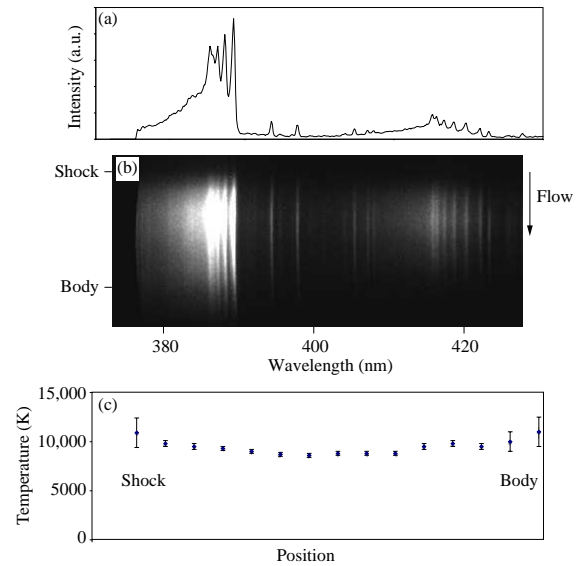 (a)
Intensity (a.u.)
(b)
Shock
Flow
Body
380 400 420
Wavelength (nm)
(c)
15,000
10,000
5000
0
Temperature (K)
Shock Body
Position